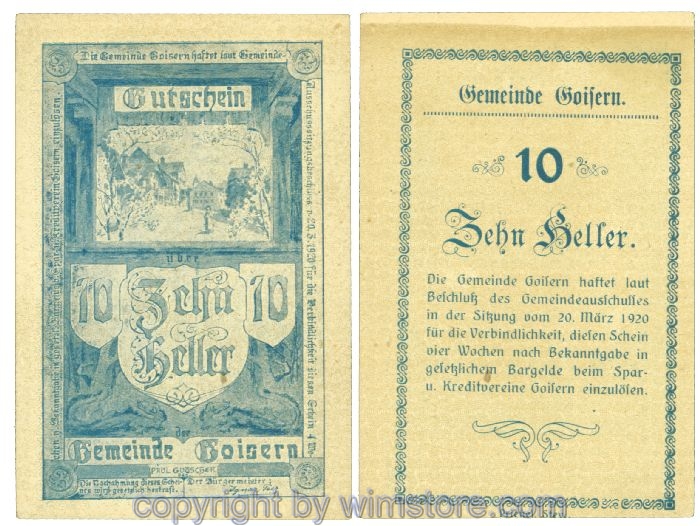 Die Gemeinde Goisern haftet laut Gemeinde-
Gutschein
über
10 Zehn 10
Heller
der
Gemeinde Goisern
Die Nachahmung dieses Schei-
nes wird gesetzlich bestraft.
Der Bürgermeister:
Gemeinde Goisern.
10
Zehn Heller.
Die Gemeinde Goiſern haftet laut
Beſchluß des Gemeindeausſchuſſes
in der Sitzung vom 20. März 1920
für die Verbindlichkeit, dieſen Schein
vier Wochen nach Bekanntgabe in
geſetzlichem Bargelde beim Spar-
u. Kreditvereine Goiſern einzulöſen.
copyright by winistore.com